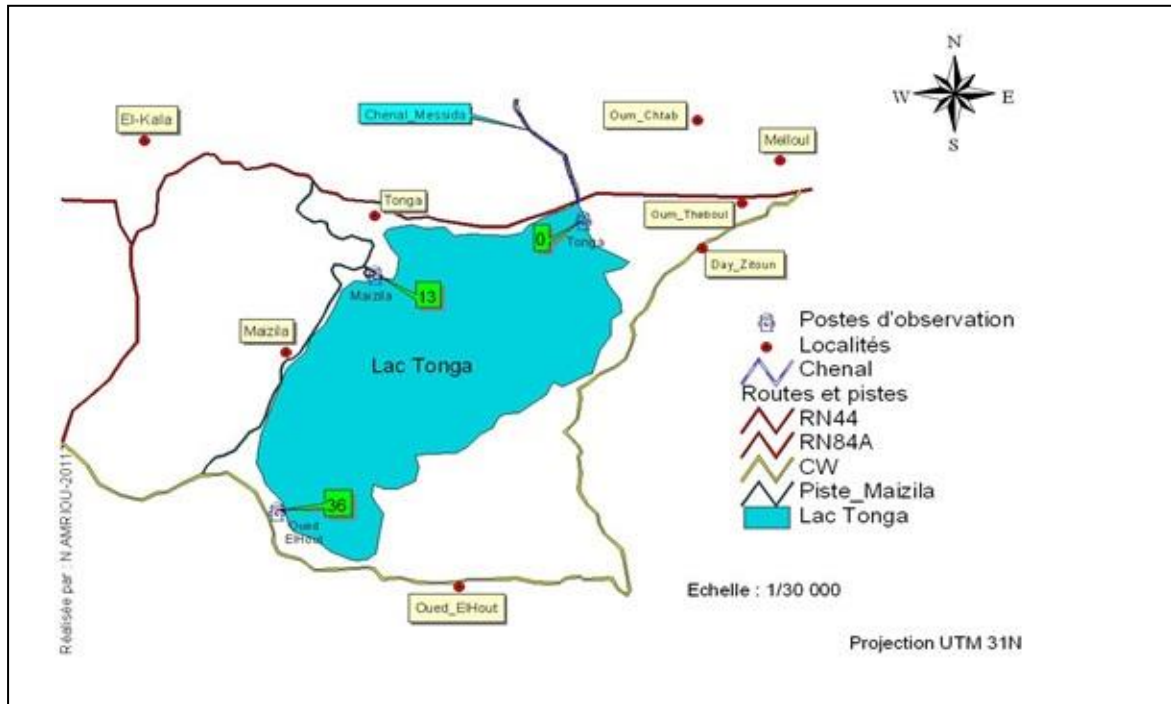 N
W E
S
El-Kala
Chenal_Messida
Oum_Chtab
Melloul
Tonga
Oum_Theboul
0
Tonga
Day_Zitoun
Maizila
13
Maizila
Lac Tonga
36
Oued
ElHout
Oued_ElHout
Postes d'observation
Localités
Chenal
Routes et pistes
RN44
RN84A
CW
Piste_Maizila
Lac Tonga
Echelle : 1/30 000
Projection UTM 31N
Réalisée par : N.AMRIOU-2011